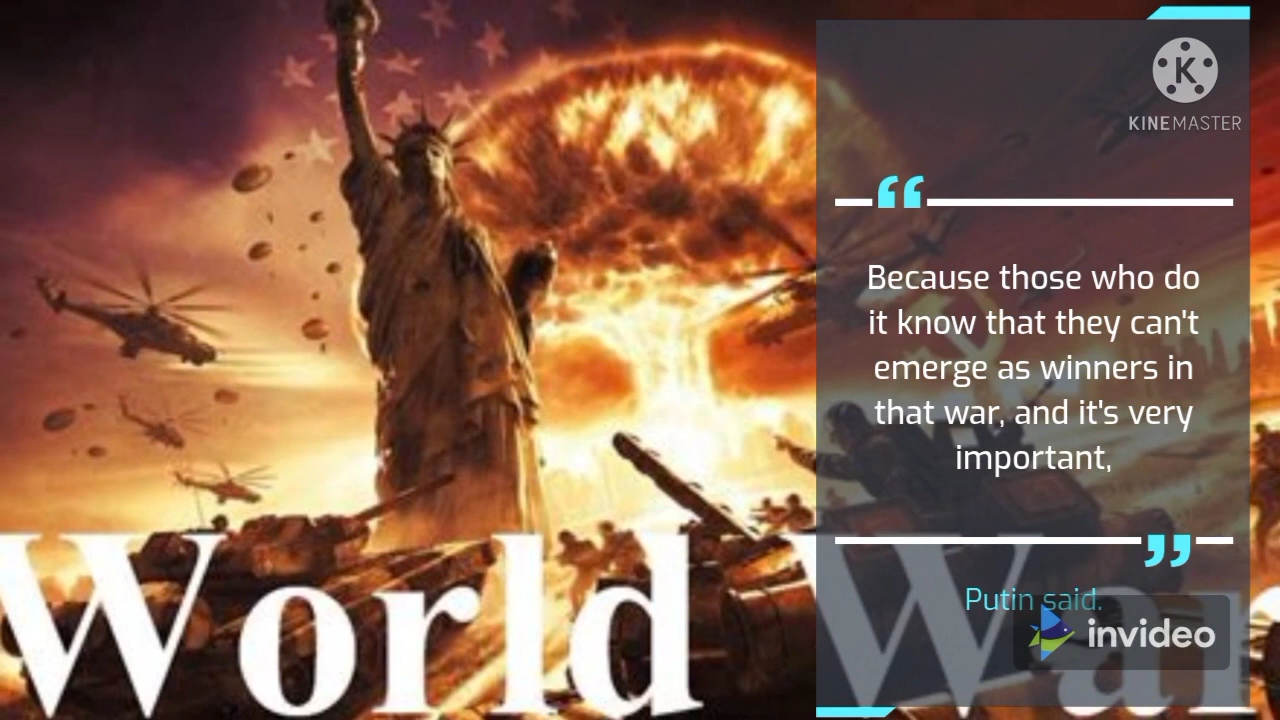 K
KINEMASTER
“
Because those who do
it know that they can't
emerge as winners in
that war, and it's very
important,
”
Putin said.
invideo
World War